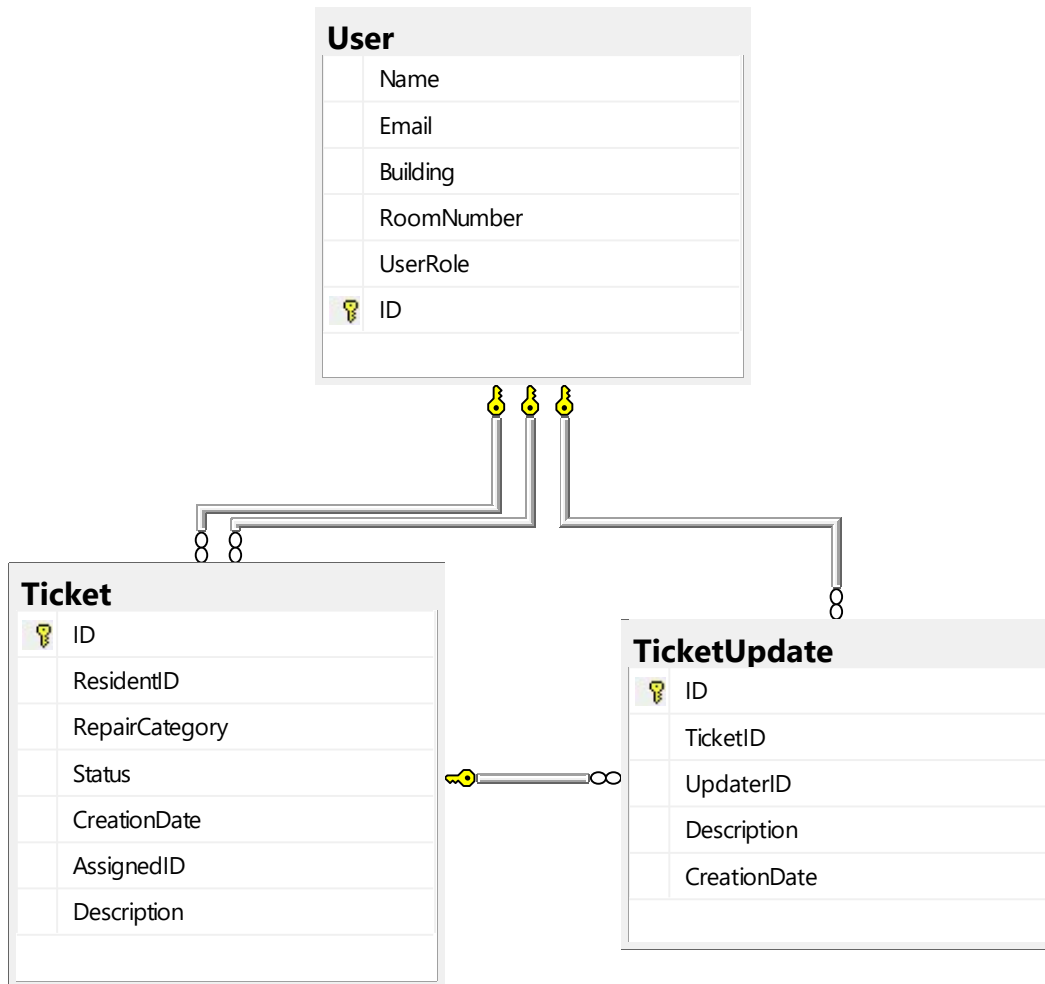 User
Name
Email
Building
RoomNumber
UserRole
ID
Ticket
ID
ResidentID
RepairCategory
Status
CreationDate
AssignedID
Description
TicketUpdate
ID
TicketID
UpdaterID
Description
CreationDate